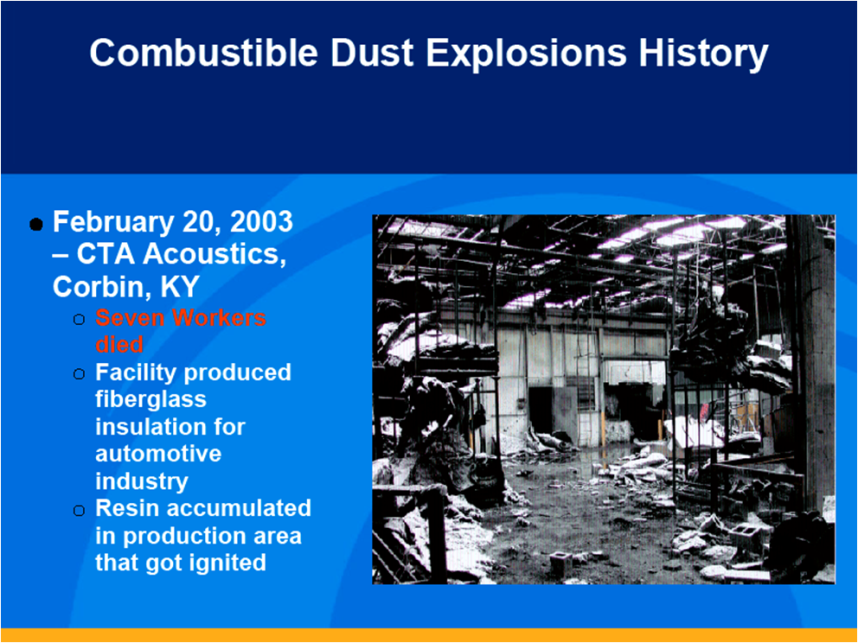 Combustible Dust Explosions History
● February 20, 2003
– CTA Acoustics,
Corbin, KY
○ Seven Workers
died
○ Facility produced
fiberglass
insulation for
automotive
industry
○ Resin accumulated
in production area
that got ignited